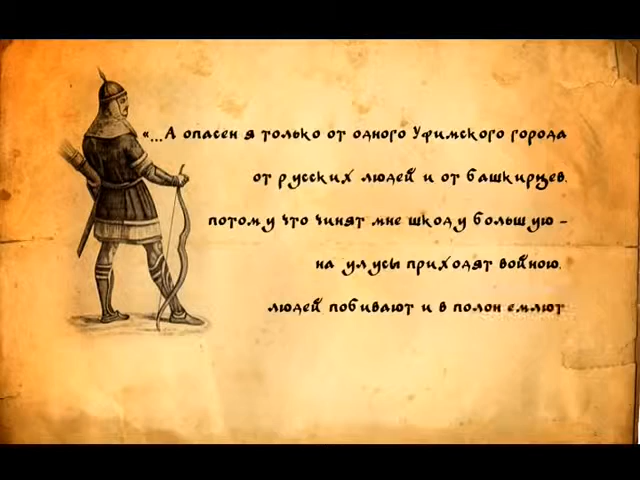 «...А опасен я только от одного Уфимского города
от русских людей и от башкирцев,
потому что чинят мне шкоду большую -
на улусы приходят войною,
людей побивают и в полон емлют